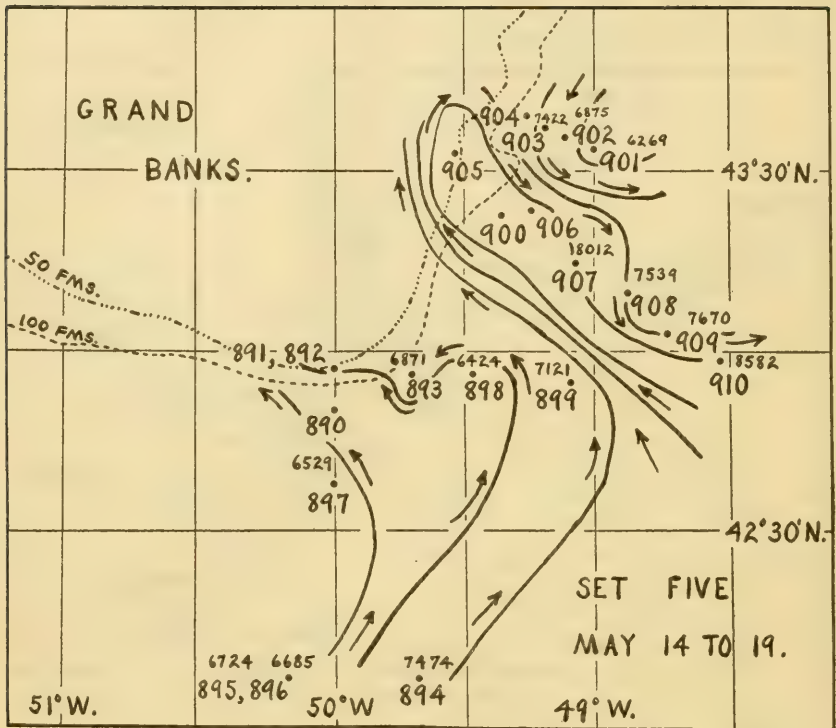 GRAND
BANKS.
904
7422
6875
903
902
6269
901
905
43°30'N.
900
906
18012
907
50 FMS.
7539
908
100 FMS.
7670
909
891, 892
6871
893
6424
898
7121
899
18582
910
890
6529
897
42°30'N.
SET FIVE
MAY 14 TO 19.
6724 6685
895, 896
7474
894
51°W.
50°W
49°W.